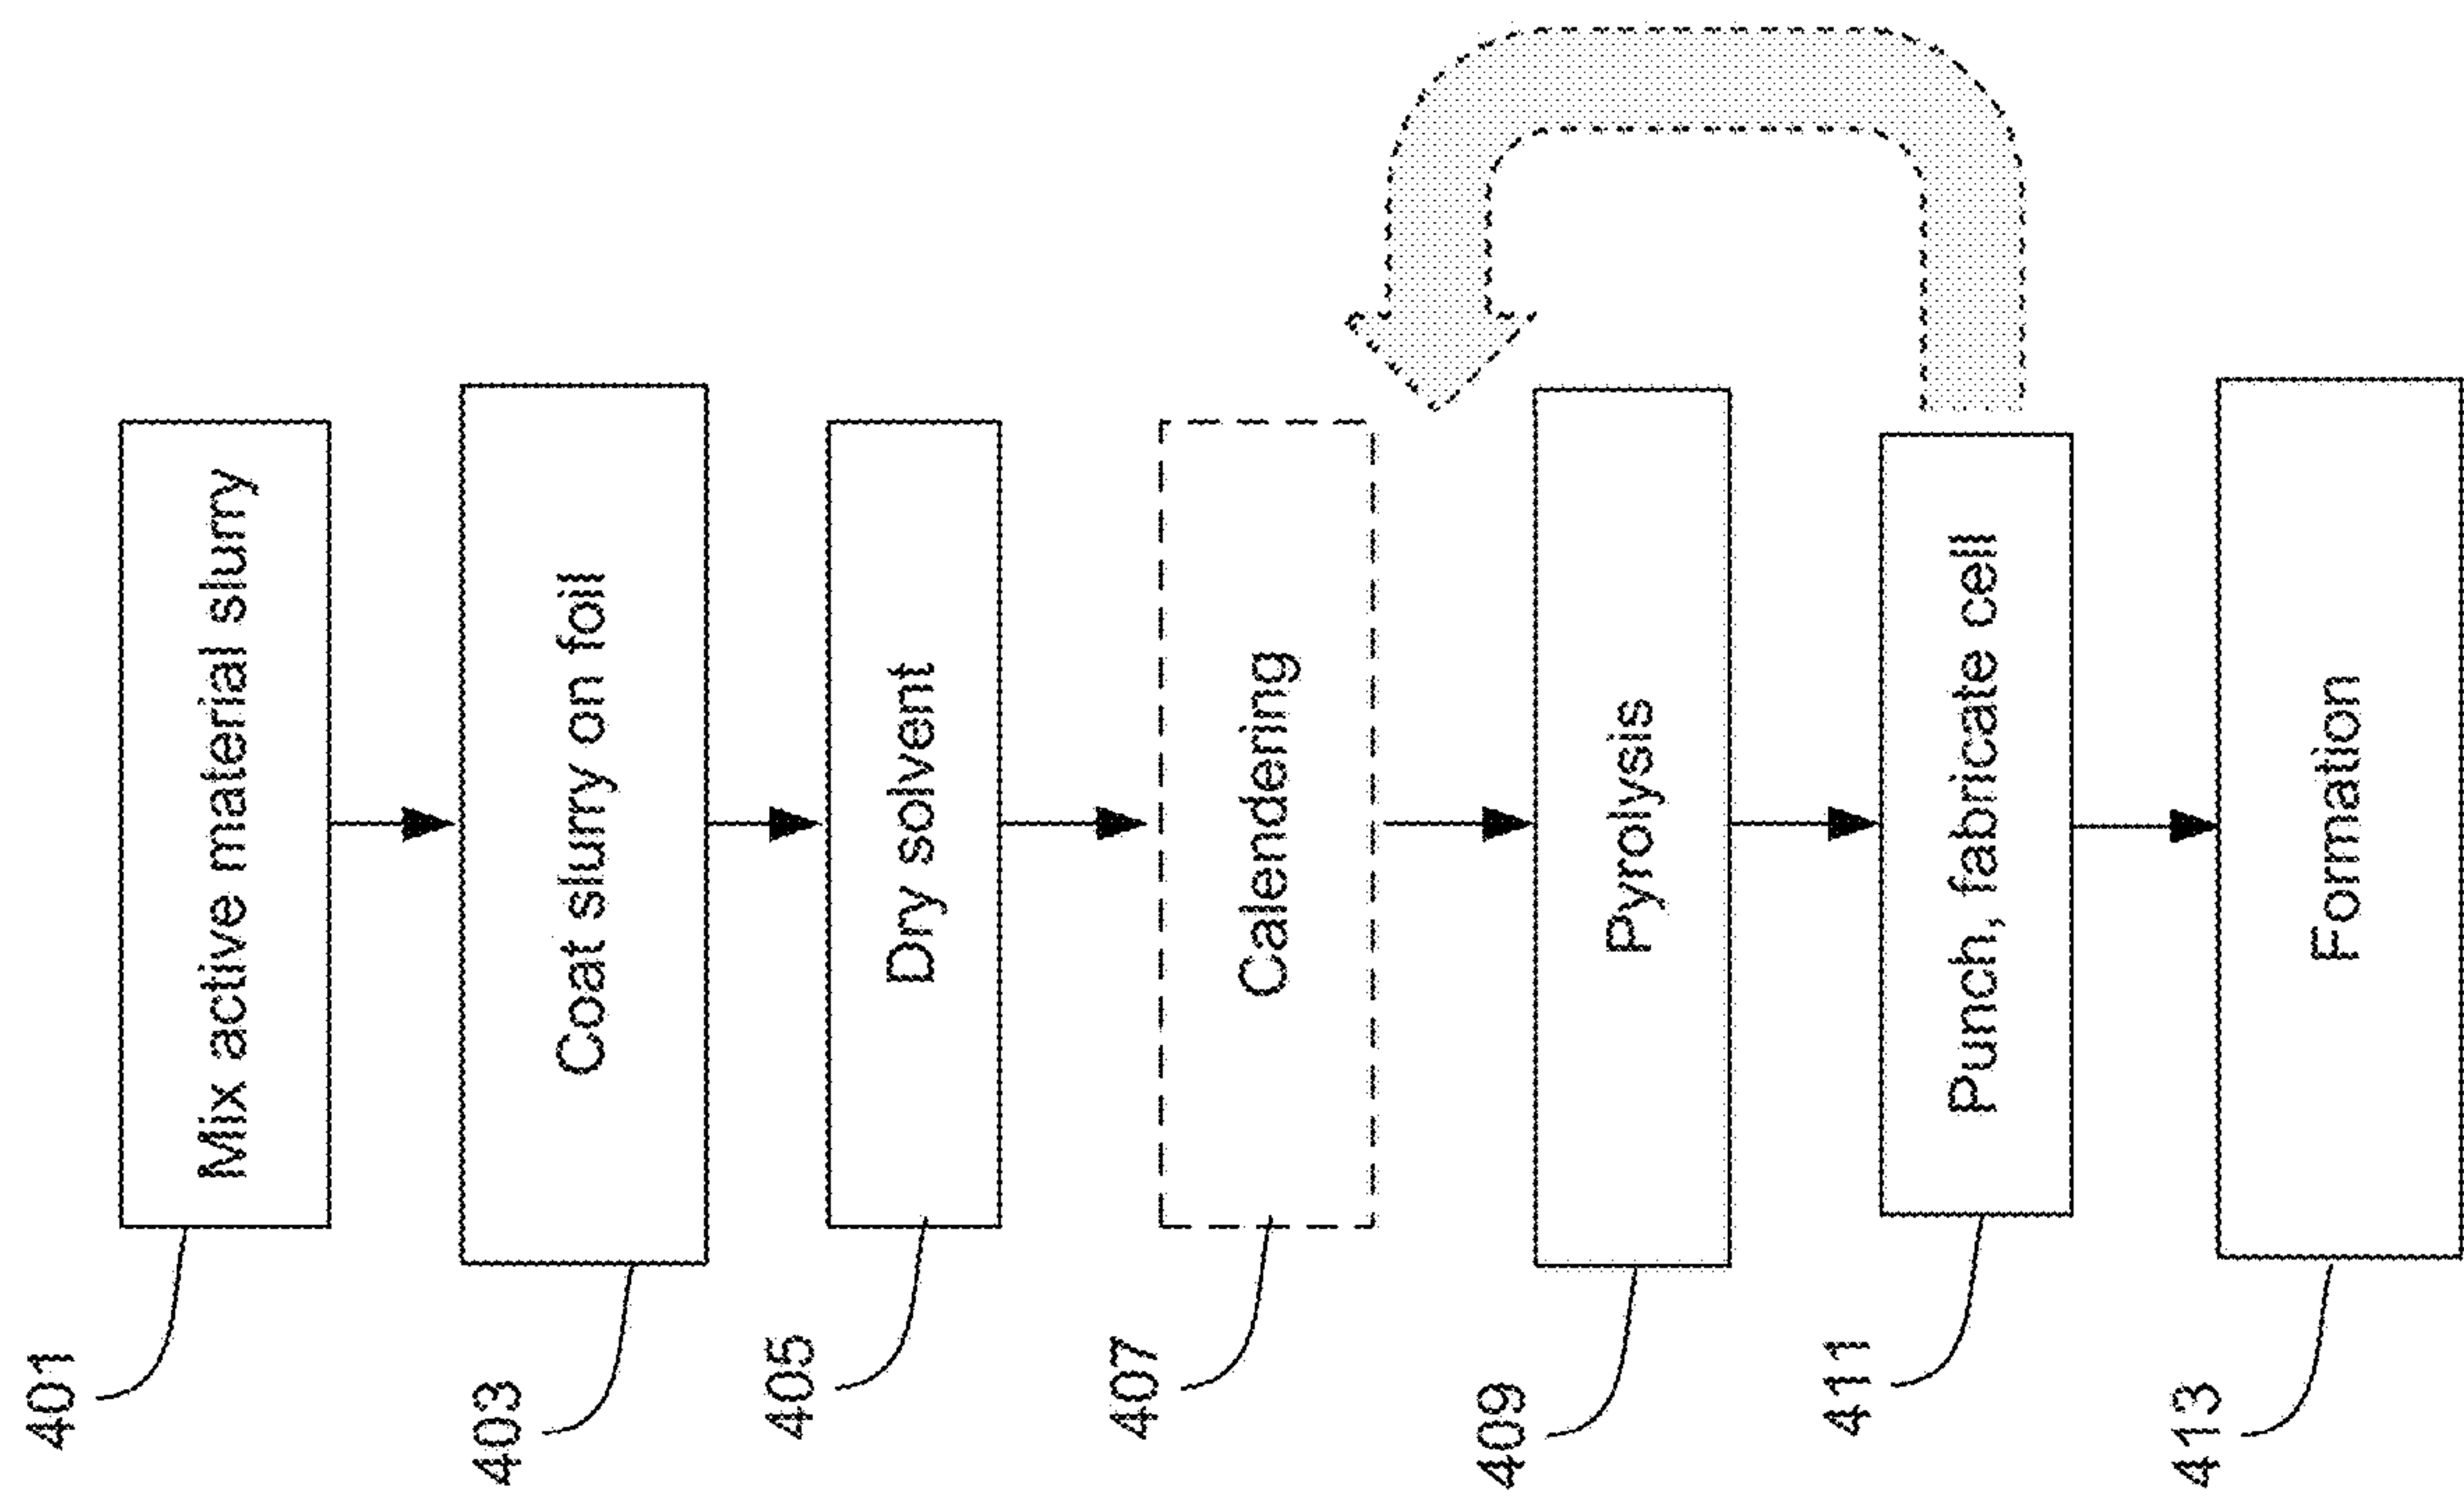 401
Mix active material slurry
403
Coat slurry on foil
405
Dry solvent
407
Calendering
409
Pyrolysis
411
Punch, fabricate cell
413
Formation